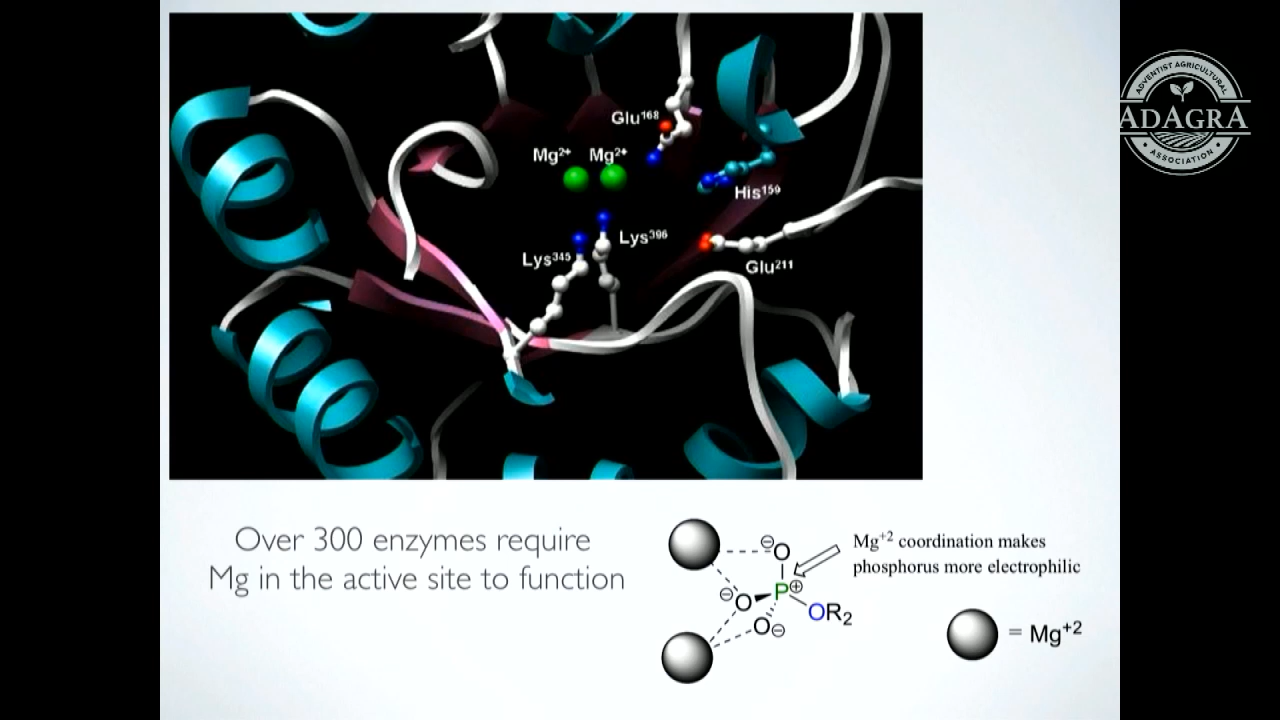 Glu168
Mg2+ Mg2+
His159
Lys396
Lys345
Glu211
ADVENTIST AGRICULTURAL
ADAGRA
• ASSOCIATION •
Over 300 enzymes require
Mg in the active site to function
⊖O
⊖O P⊕
O⊖ OR2
Mg+2 coordination makes
phosphorus more electrophilic
= Mg+2